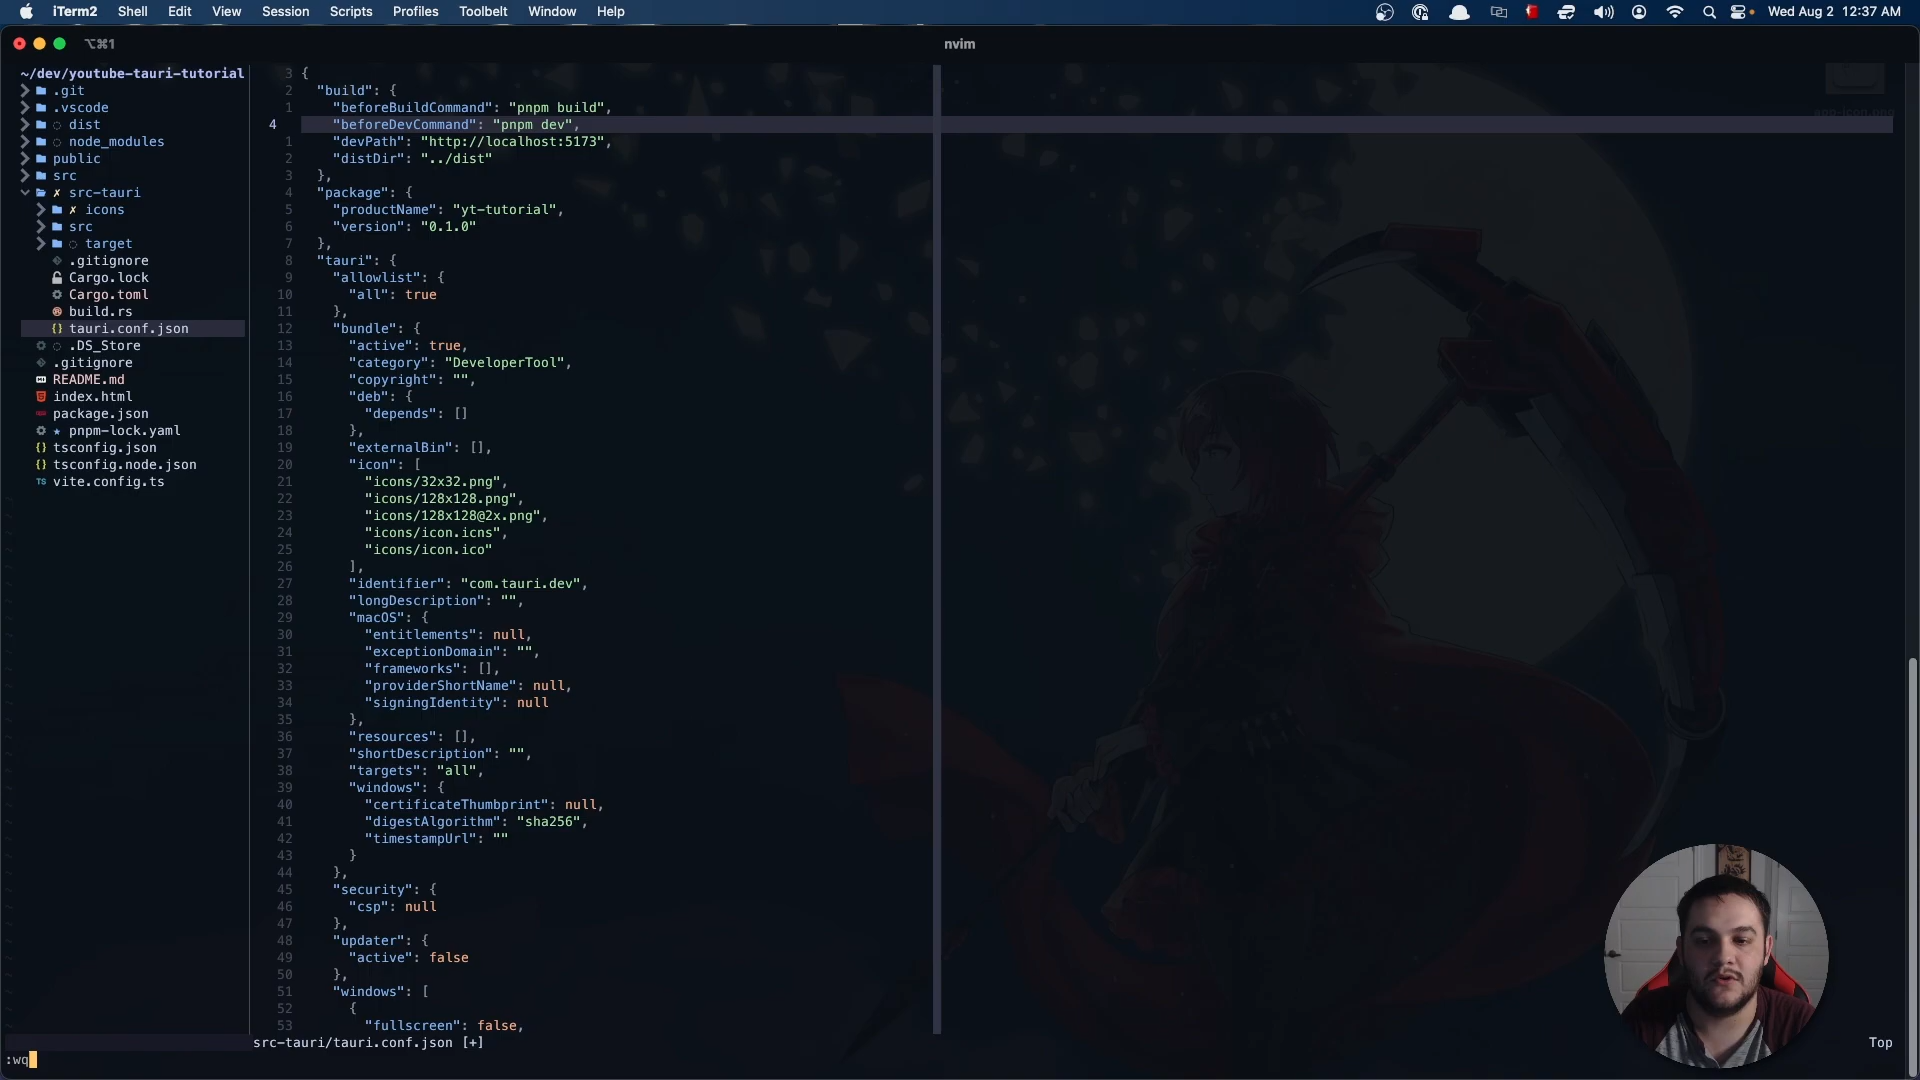 iTerm2 Shell Edit View Session Scripts Profiles Toolbelt Window Help Wed Aug 2 12:37 AM
⌥⌘1 nvim
~/dev/youtube-tauri-tutorial
.git
.vscode
dist
node_modules
public
src
src-tauri
icons
src
target
.gitignore
Cargo.lock
Cargo.toml
build.rs
{} tauri.conf.json
.DS_Store
.gitignore
README.md
index.html
package.json
pnpm-lock.yaml
{} tsconfig.json
{} tsconfig.node.json
TS vite.config.ts
3 {
2 "build": {
1 "beforeBuildCommand": "pnpm build",
4 "beforeDevCommand": "pnpm dev",
1 "devPath": "http://localhost:5173",
2 "distDir": "../dist"
3 },
4 "package": {
5 "productName": "yt-tutorial",
6 "version": "0.1.0"
7 },
8 "tauri": {
9 "allowlist": {
10 "all": true
11 },
12 "bundle": {
13 "active": true,
14 "category": "DeveloperTool",
15 "copyright": "",
16 "deb": {
17 "depends": []
18 },
19 "externalBin": [],
20 "icon": [
21 "icons/32x32.png",
22 "icons/128x128.png",
23 "icons/128x128@2x.png",
24 "icons/icon.icns",
25 "icons/icon.ico"
26 ],
27 "identifier": "com.tauri.dev",
28 "longDescription": "",
29 "macOS": {
30 "entitlements": null,
31 "exceptionDomain": "",
32 "frameworks": [],
33 "providerShortName": null,
34 "signingIdentity": null
35 },
36 "resources": [],
37 "shortDescription": "",
38 "targets": "all",
39 "windows": {
40 "certificateThumbprint": null,
41 "digestAlgorithm": "sha256",
42 "timestampUrl": ""
43 }
44 },
45 "security": {
46 "csp": null
47 },
48 "updater": {
49 "active": false
50 },
51 "windows": [
52 {
53 "fullscreen": false,
src-tauri/tauri.conf.json [+] Top
:wq